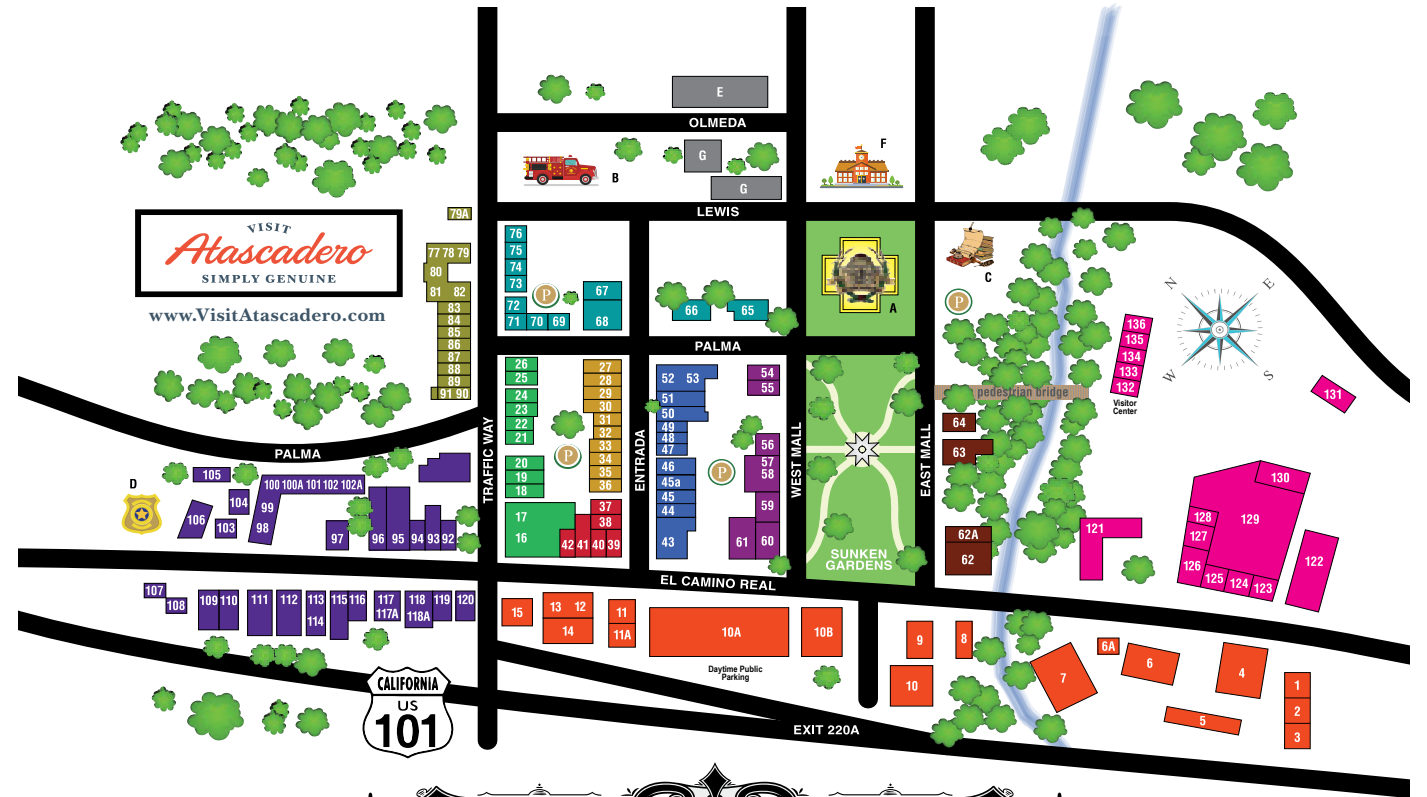 E
OLMEDA
F
G
B
G
LEWIS
79A
VISIT
Atascadero
SIMPLY GENUINE
www.VisitAtascadero.com
77 78 79
80
81 82
83
84
85
86
87
88
89
91 90
76
75
74
73
72
71 70 69
P
67
68
66
65
A
C
P
N
E
S
W
PALMA
136
135
134
133
132
Visitor
Center
131
pedestrian bridge
26
25
24
23
22
21
20
19
18
17
16
27
28
29
30
31
32
33
34
35
36
37
38
42 41 40 39
P
52 53
51
50
49
48
47
46
45a
45
44
43
54
55
56
57
58
59
61 60
P
TRAFFIC WAY
ENTRADA
WEST MALL
EAST MALL
SUNKEN
GARDENS
64
63
62A
62
PALMA
D
105
104
103
106
100 100A 101 102 102A
99
98
97
96 95 94 93 92
121
130
129
128
127
126
125 124 123
122
EL CAMINO REAL
107
108
109 110
111
112
113
114
115 116
117
117A
118
118A
119
120
15
13 12
14
11
11A
10A
10B
Daytime Public
Parking
9
8
10
7
6A
6
4
5
1
2
3
CALIFORNIA
US
101
EXIT 220A